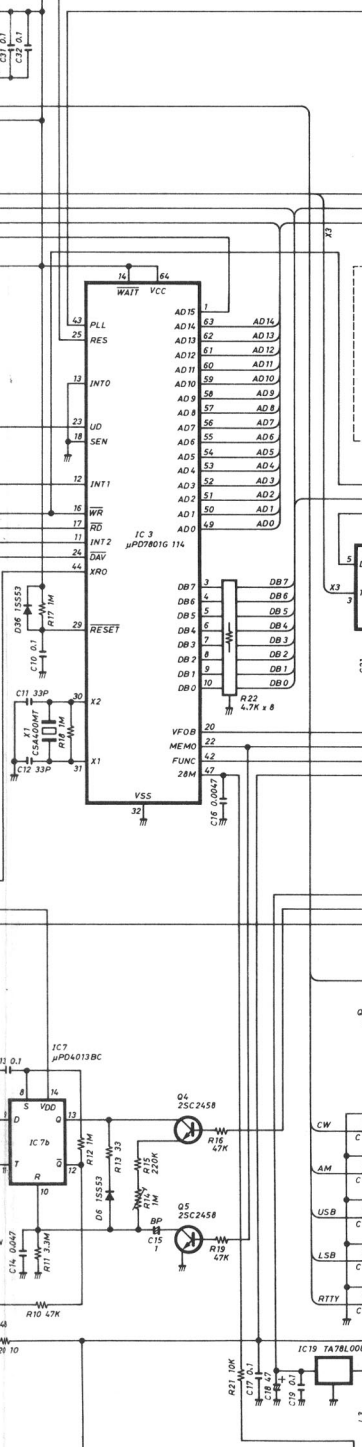 C31 0.1
C32 0.1
X3
14
64
WAIT
VCC
43
PLL
25
RES
13
INT0
23
UD
18
SEN
12
INT1
16
WR
17
RD
11
INT2
24
DAV
44
XRO
29
RESET
30
X2
31
X1
IC 3
μPD7801G 114
AD15
1
AD14
63
AD14
AD13
62
AD13
AD12
61
AD12
AD11
60
AD11
AD10
59
AD10
AD9
58
AD9
AD8
57
AD8
AD7
56
AD7
AD6
55
AD6
AD5
54
AD5
AD4
53
AD4
AD3
52
AD3
AD2
51
AD2
AD1
50
AD1
AD0
49
AD0
DB7
3
DB7
DB6
4
DB6
DB5
5
DB5
DB4
6
DB4
DB3
7
DB3
DB2
8
DB2
DB1
9
DB1
DB0
10
DB0
R22
4.7K x 8
VFOB
20
MEMO
22
FUNC
42
28M
47
VSS
32
D36 1S53
R17 1M
C10 0.1
C11 33P
X1
CSA400MT
R18 1M
C12 33P
C16 0.0047
5
X3
3
IC7
μPD4013BC
0.1
8
14
S
VDD
D
Q
13
IC 7b
T
Q
12
R
10
R12 1M
R13 33
D6 1S53
R15
220K
R14
1M
Q4
2SC2458
R16
47K
Q5
2SC2458
BP
C15
1
R19
47K
C14 0.047
R11 3.3M
R10 47K
10
CW
AM
USB
LSB
RTTY
R21 10K
C17 0.1
C18 47
+
C19 0.1
IC19 TA78L00